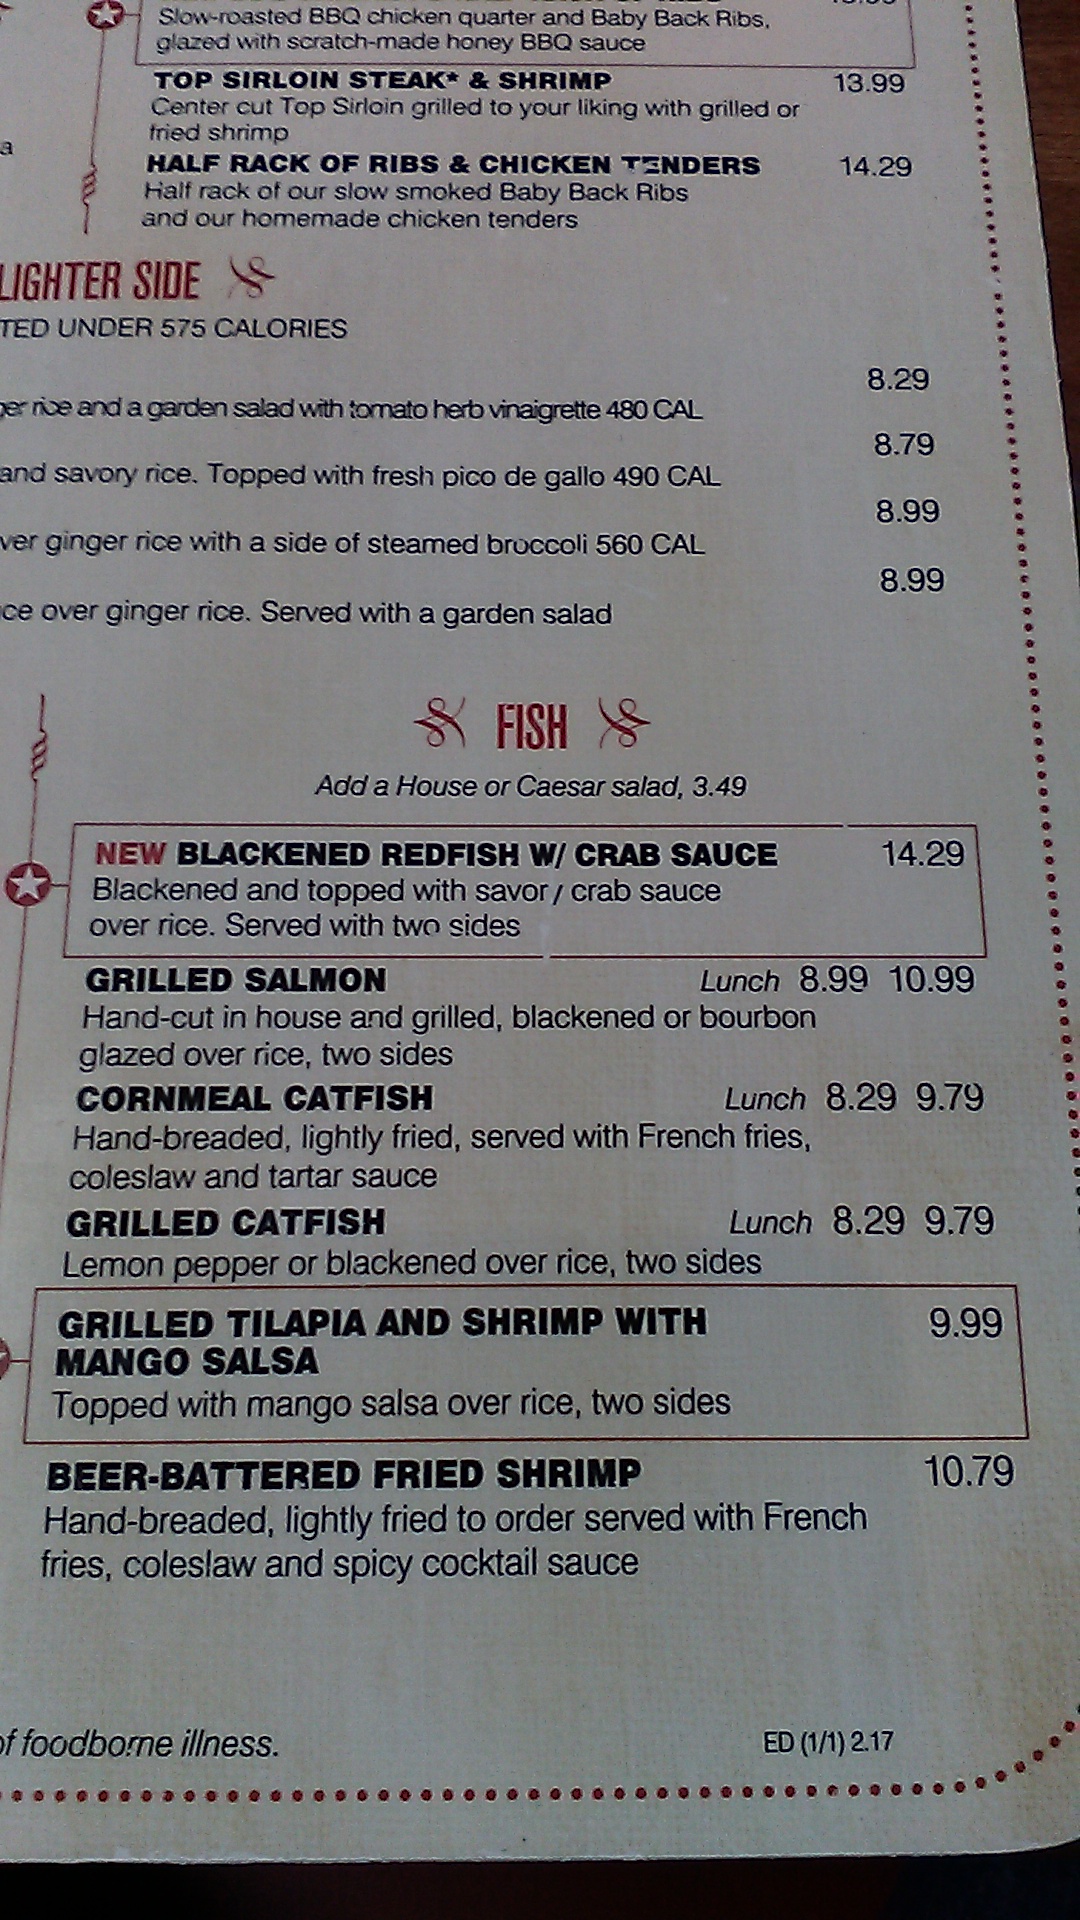 Slow-roasted BBQ chicken quarter and Baby Back Ribs,
glazed with scratch-made honey BBQ sauce
TOP SIRLOIN STEAK* & SHRIMP 13.99
Center cut Top Sirloin grilled to your liking with grilled or
fried shrimp
HALF RACK OF RIBS & CHICKEN TENDERS 14.29
Half rack of our slow smoked Baby Back Ribs
and our homemade chicken tenders
LIGHTER SIDE
TED UNDER 575 CALORIES
8.29
ger rice and a garden salad with tomato herb vinaigrette 480 CAL
8.79
and savory rice. Topped with fresh pico de gallo 490 CAL
8.99
ver ginger rice with a side of steamed broccoli 560 CAL
8.99
ce over ginger rice. Served with a garden salad
FISH
Add a House or Caesar salad, 3.49
NEW BLACKENED REDFISH W/ CRAB SAUCE 14.29
Blackened and topped with savory crab sauce
over rice. Served with two sides
GRILLED SALMON Lunch 8.99 10.99
Hand-cut in house and grilled, blackened or bourbon
glazed over rice, two sides
CORNMEAL CATFISH Lunch 8.29 9.79
Hand-breaded, lightly fried, served with French fries,
coleslaw and tartar sauce
GRILLED CATFISH Lunch 8.29 9.79
Lemon pepper or blackened over rice, two sides
GRILLED TILAPIA AND SHRIMP WITH 9.99
MANGO SALSA
Topped with mango salsa over rice, two sides
BEER-BATTERED FRIED SHRIMP 10.79
Hand-breaded, lightly fried to order served with French
fries, coleslaw and spicy cocktail sauce
of foodborne illness. ED (1/1) 2.17